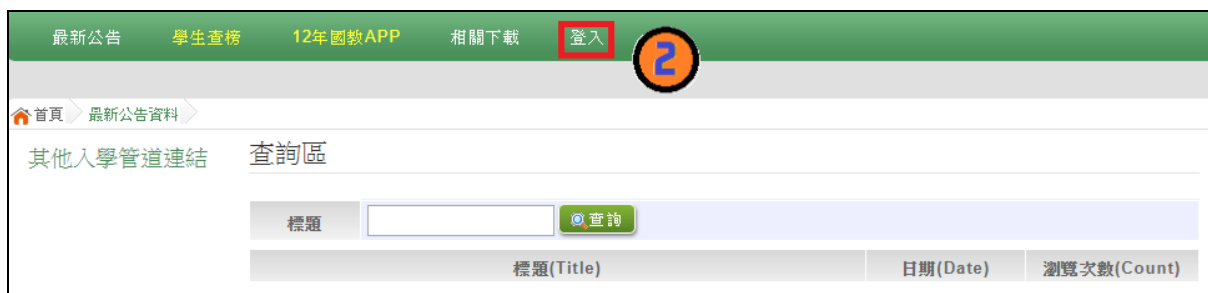 最新公告 學生查榜 12年國教APP 相關下載 登入 2
首頁 最新公告資料
其他入學管道連結 查詢區
標題 查詢
標題(Title) 日期(Date) 瀏覽次數(Count)